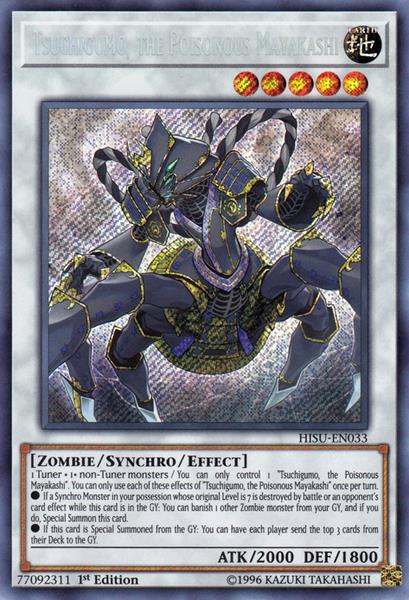 Tsuchigumo, the Poisonous Mayakashi
EARTH
地
HISU-EN033
[Zombie/Synchro/Effect]
1 Tuner + 1+ non-Tuner monsters / You can only control 1 "Tsuchigumo, the Poisonous
Mayakashi". You can only use each of these effects of "Tsuchigumo, the Poisonous Mayakashi" once per turn.
● If a Synchro Monster in your possession whose original Level is 7 is destroyed by battle or an opponent's
card effect while this card is in the GY: You can banish 1 other Zombie monster from your GY, and if you
do, Special Summon this card.
● If this card is Special Summoned from the GY: You can have each player send the top 3 cards from
their Deck to the GY.
ATK/2000 DEF/1800
77092311 1st Edition ©1996 KAZUKI TAKAHASHI